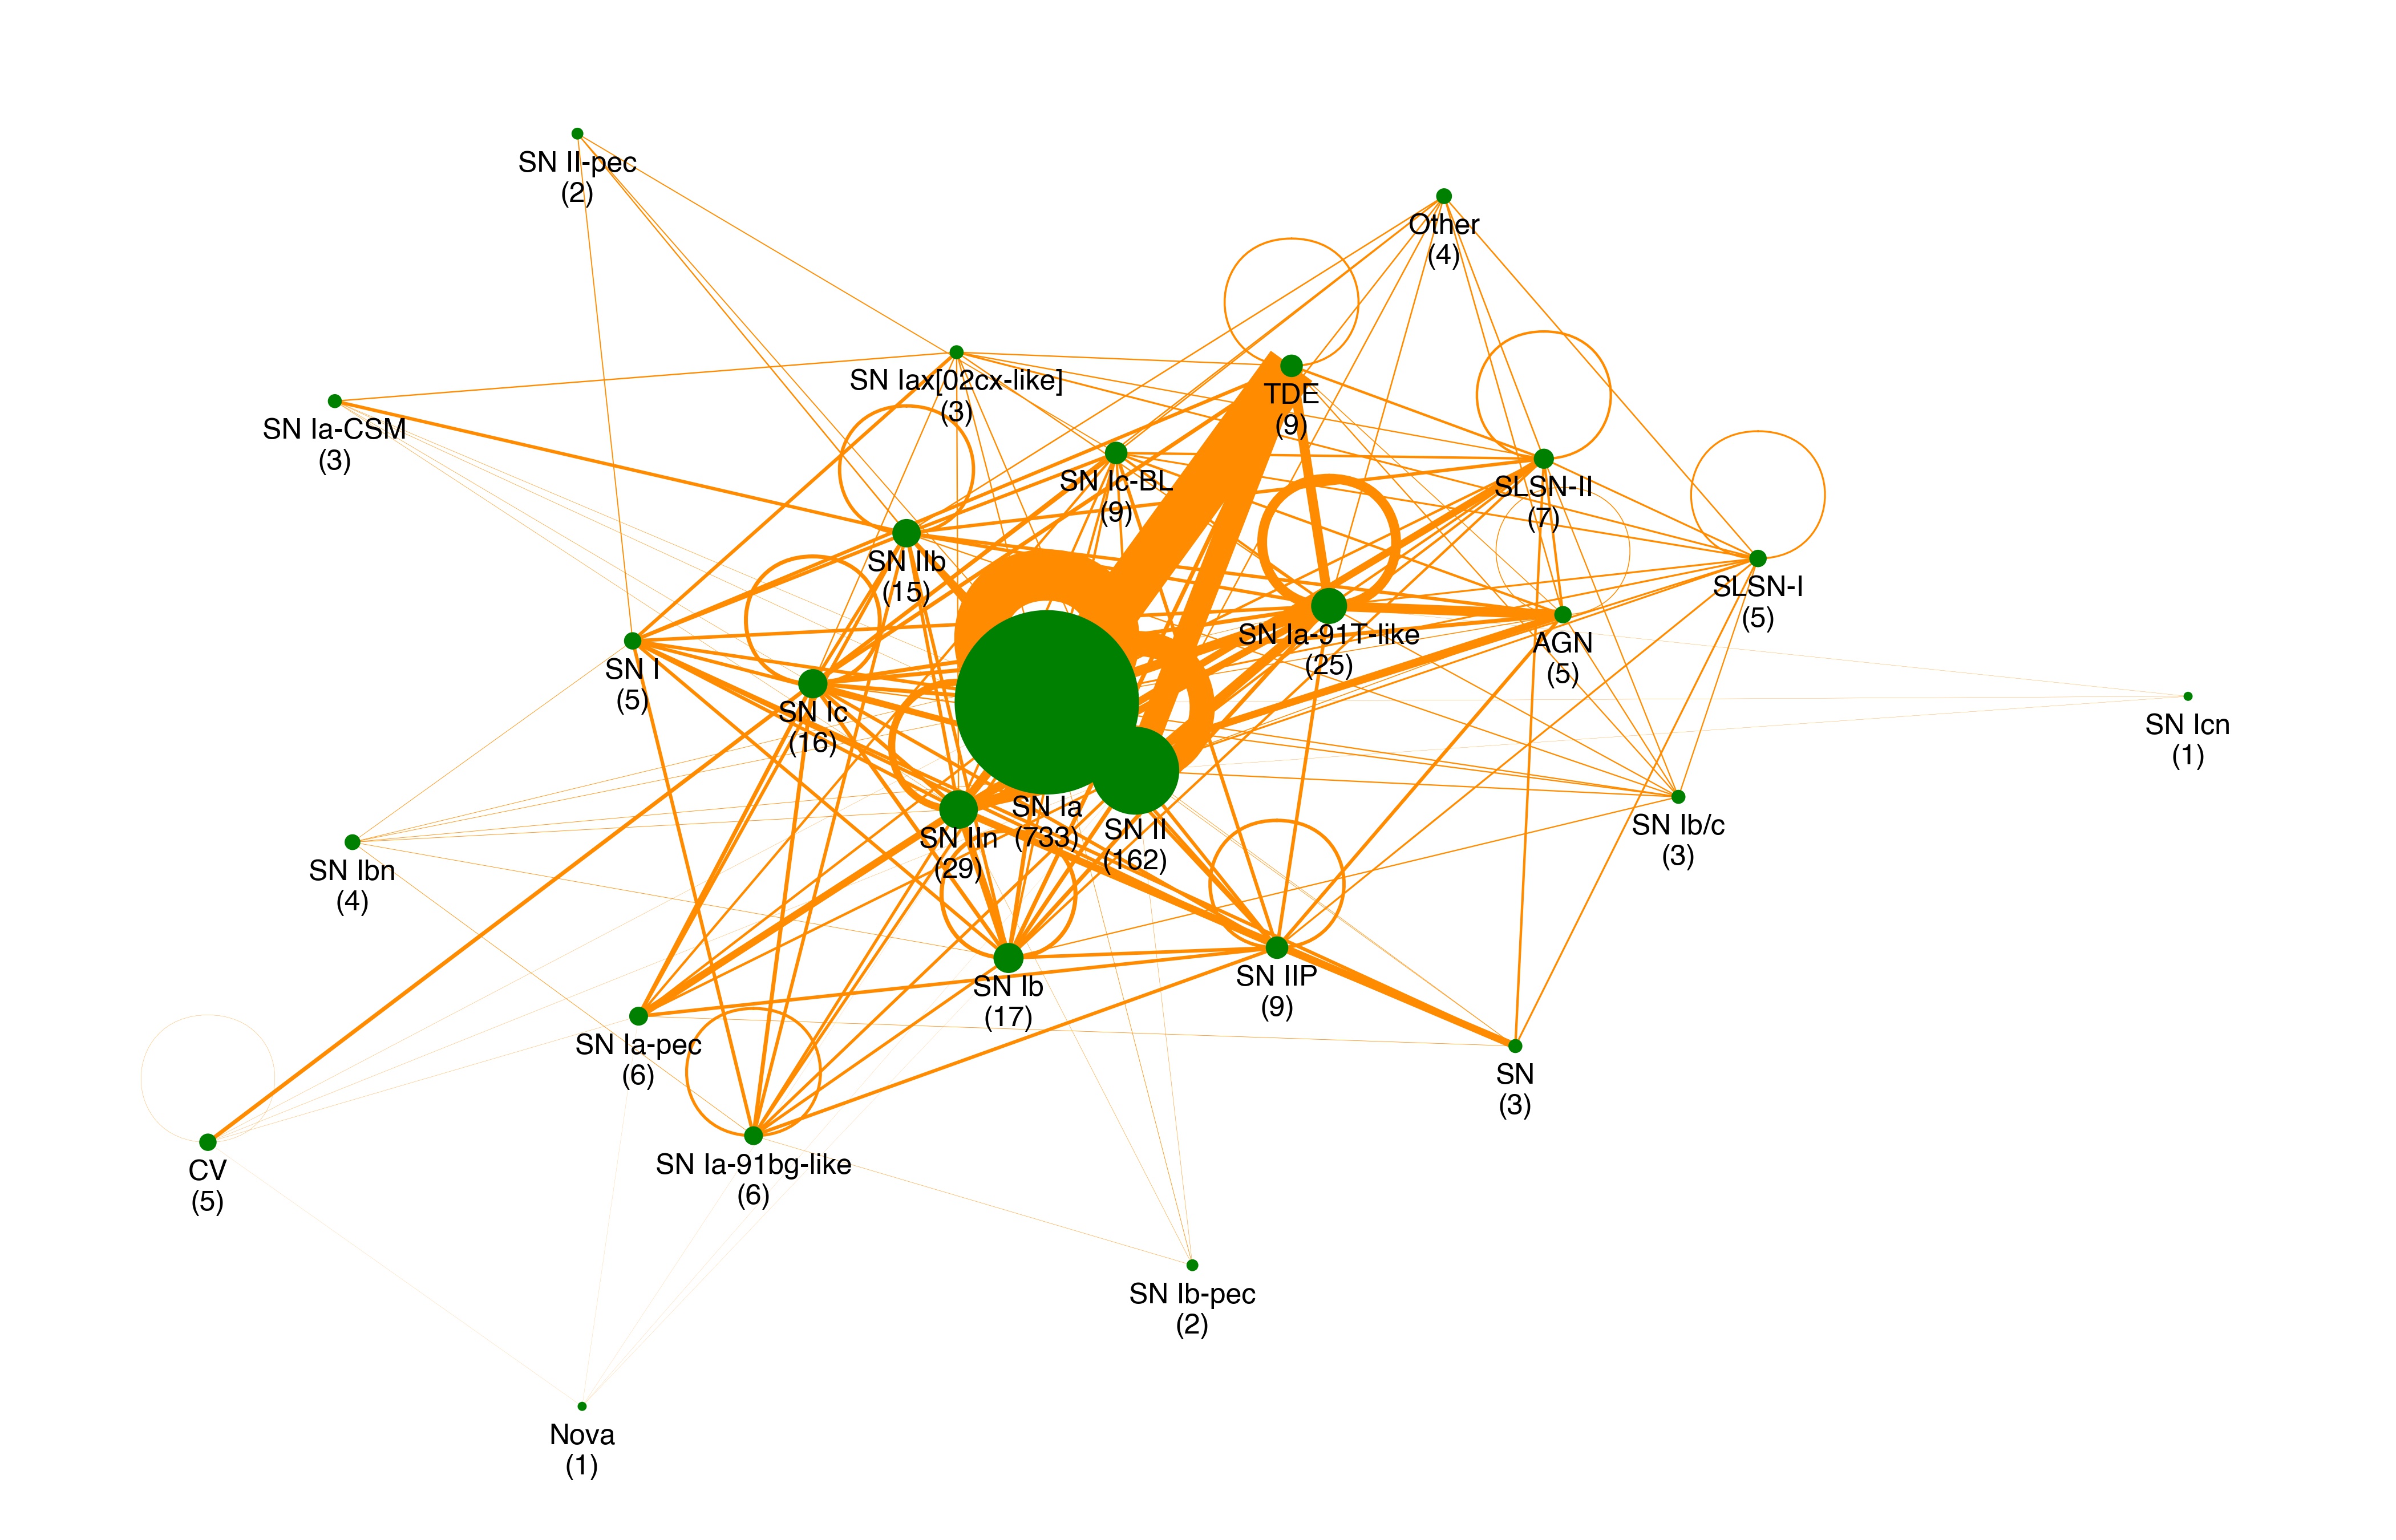 SN II-pec
(2)
Other
(4)
SN Iax[02cx-like]
(3)
TDE
(9)
SN Ia-CSM
(3)
SN Ic-BL
(9)
SLSN-II
(7)
SN IIb
(15)
SLSN-I
(5)
SN Ia-91T-like
(25)
AGN
(5)
SN I
(5)
SN Ic
(16)
SN Icn
(1)
SN Ia
(733)
SN II
(162)
SN IIn
(29)
SN Ib/c
(3)
SN Ibn
(4)
SN Ib
(17)
SN IIP
(9)
SN Ia-pec
(6)
SN
(3)
SN Ia-91bg-like
(6)
CV
(5)
SN Ib-pec
(2)
Nova
(1)